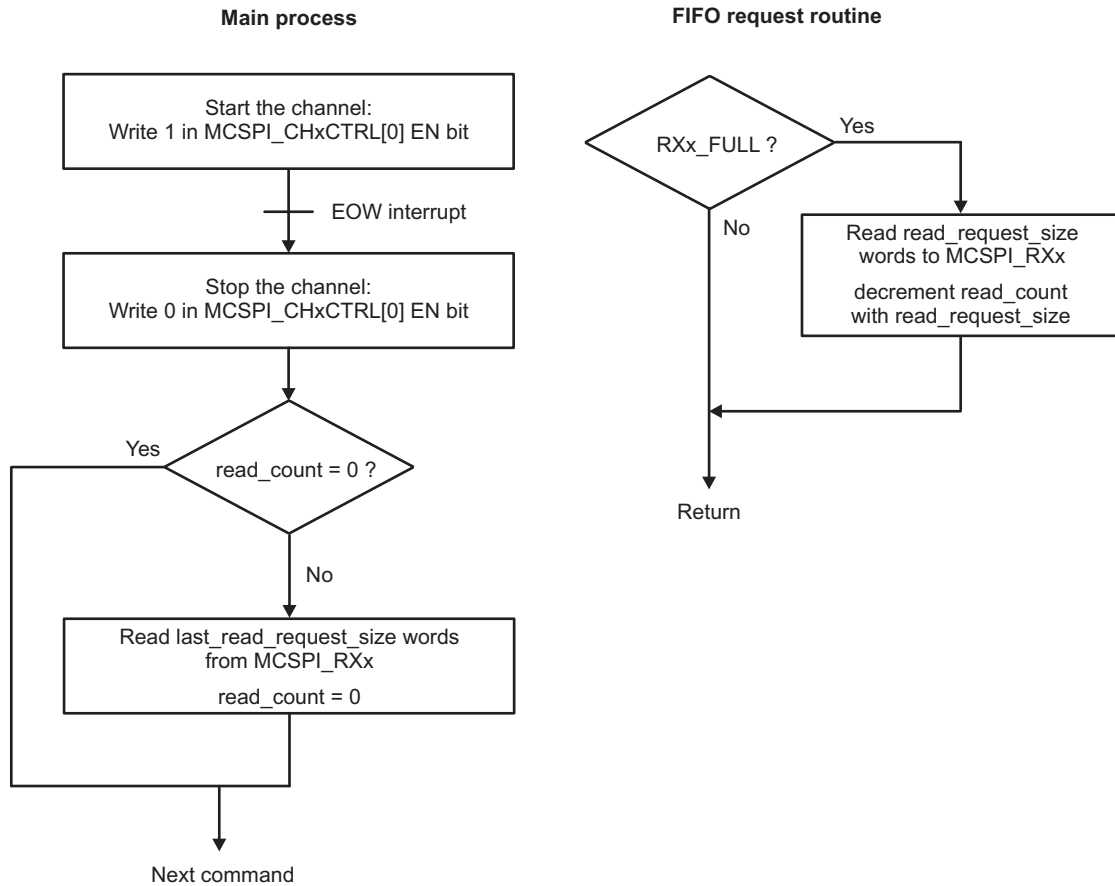 Main process
Start the channel:
Write 1 in MCSPI_CHxCTRL[0] EN bit
EOW interrupt
Stop the channel:
Write 0 in MCSPI_CHxCTRL[0] EN bit
Yes
read_count = 0 ?
No
Read last_read_request_size words
from MCSPI_RXx
read_count = 0
Next command
FIFO request routine
RXx_FULL ?
Yes
No
Read read_request_size
words to MCSPI_RXx
decrement read_count
with read_request_size
Return